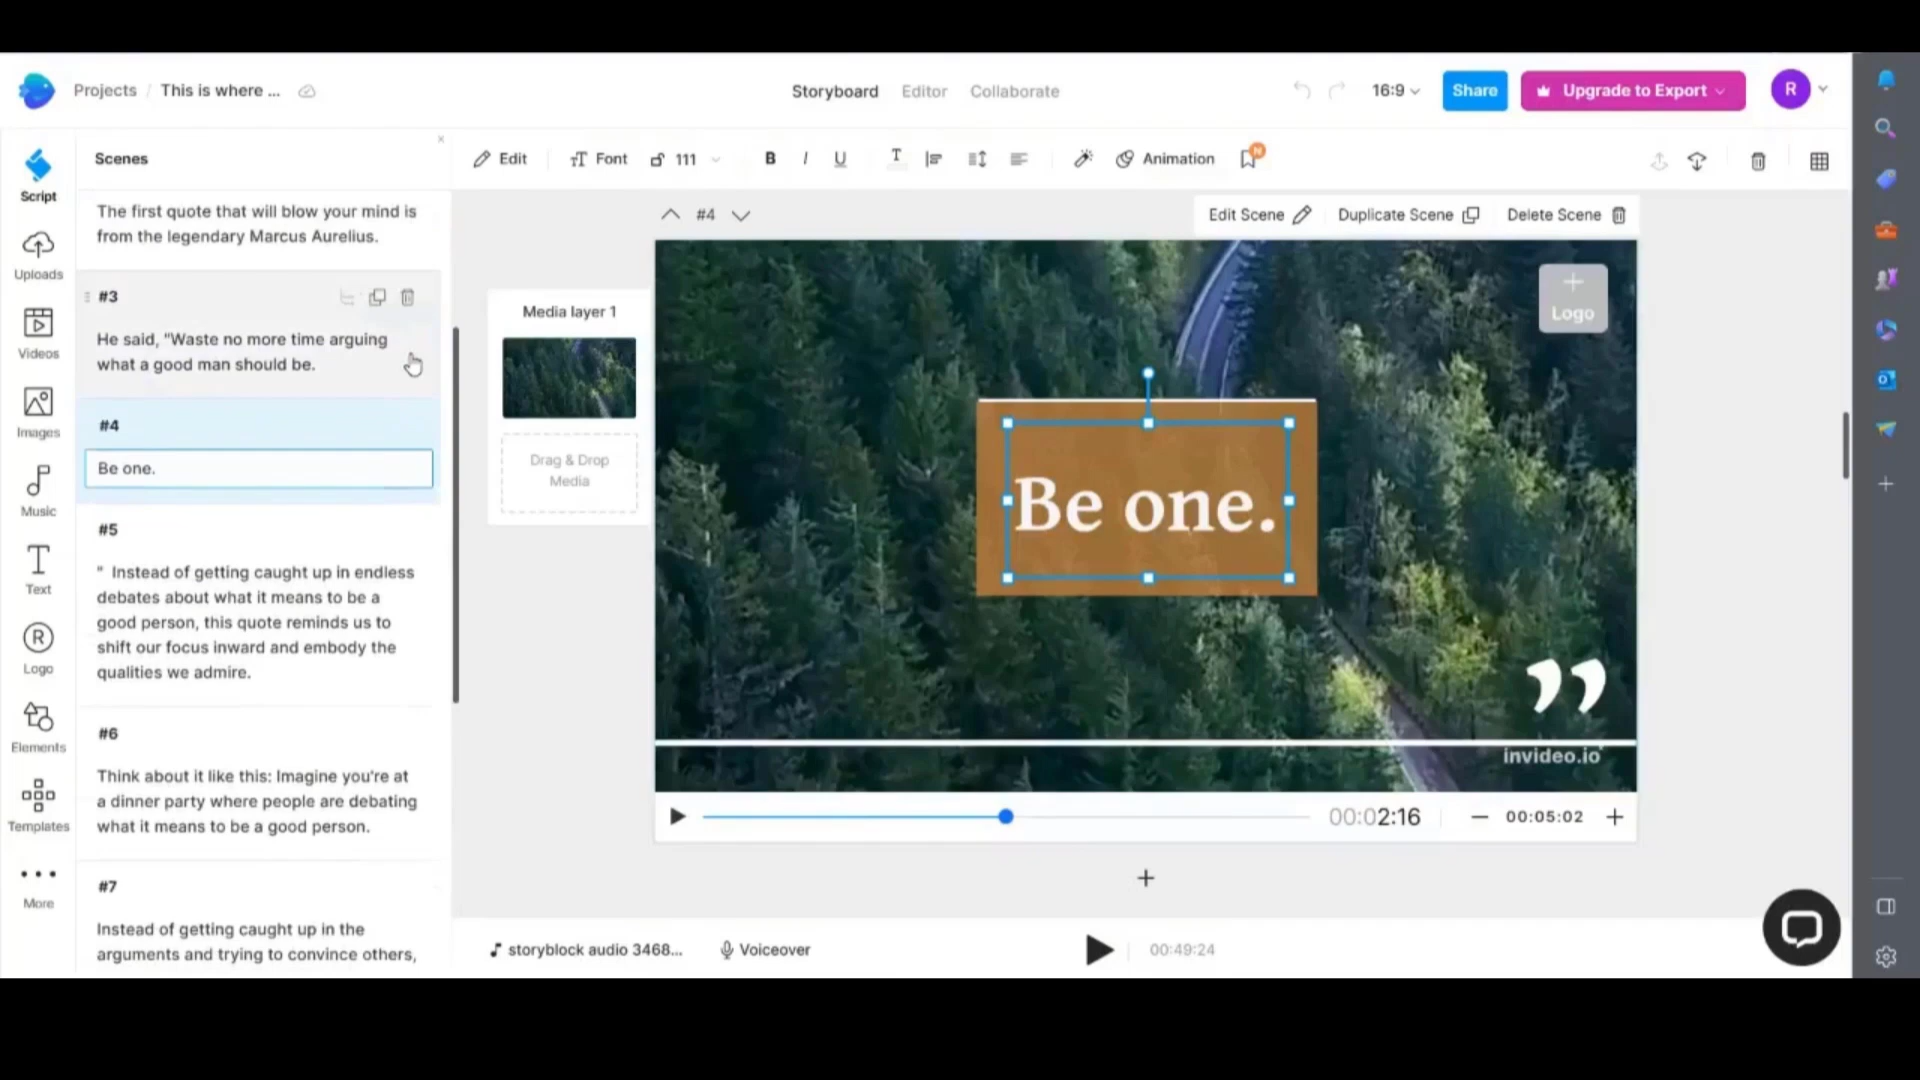 Projects / This is where ...
Storyboard Editor Collaborate
16:9
Share
Upgrade to Export
R
Script
Uploads
Videos
Images
Music
Text
Logo
Elements
Templates
More
Scenes
The first quote that will blow your mind is
from the legendary Marcus Aurelius.
#3
He said, "Waste no more time arguing
what a good man should be.
#4
Be one.
#5
" Instead of getting caught up in endless
debates about what it means to be a
good person, this quote reminds us to
shift our focus inward and embody the
qualities we admire.
#6
Think about it like this: Imagine you're at
a dinner party where people are debating
what it means to be a good person.
#7
Instead of getting caught up in the
arguments and trying to convince others,
Edit Font 111 B I U T Animation N
#4
Edit Scene Duplicate Scene Delete Scene
Media layer 1
Drag & Drop
Media
+
Logo
Be one.
”
invideo.io
00:02:16 − 00:05:02 +
+
storyblock audio 3468... Voiceover 00:49:24